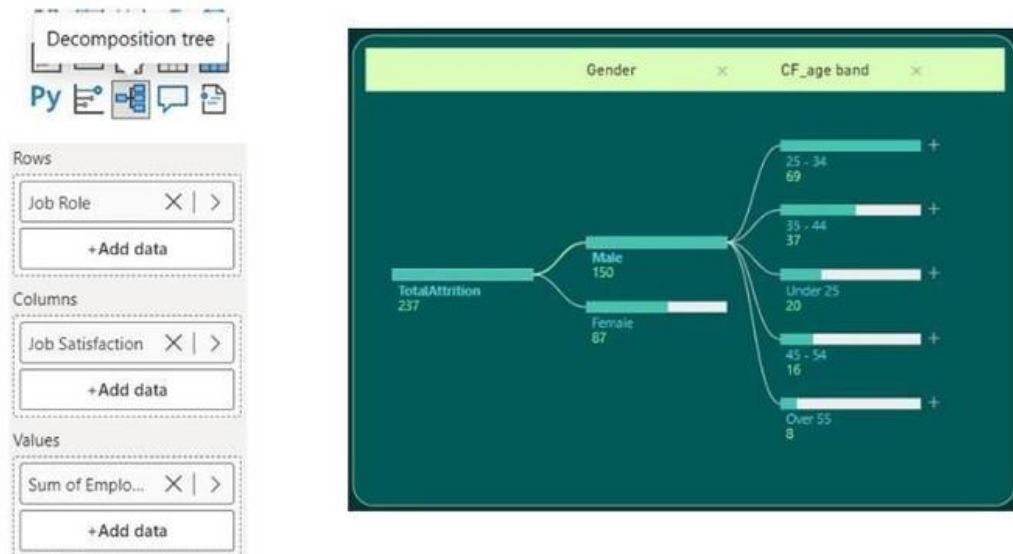 Decomposition tree
Py
Rows
Job Role
+Add data
Columns
Job Satisfaction
+Add data
Values
Sum of Emplo...
+Add data
Gender
CF_age band
TotalAttrition
237
Male
150
Female
87
25 - 34
69
35 - 44
37
Under 25
20
45 - 54
16
Over 55
8